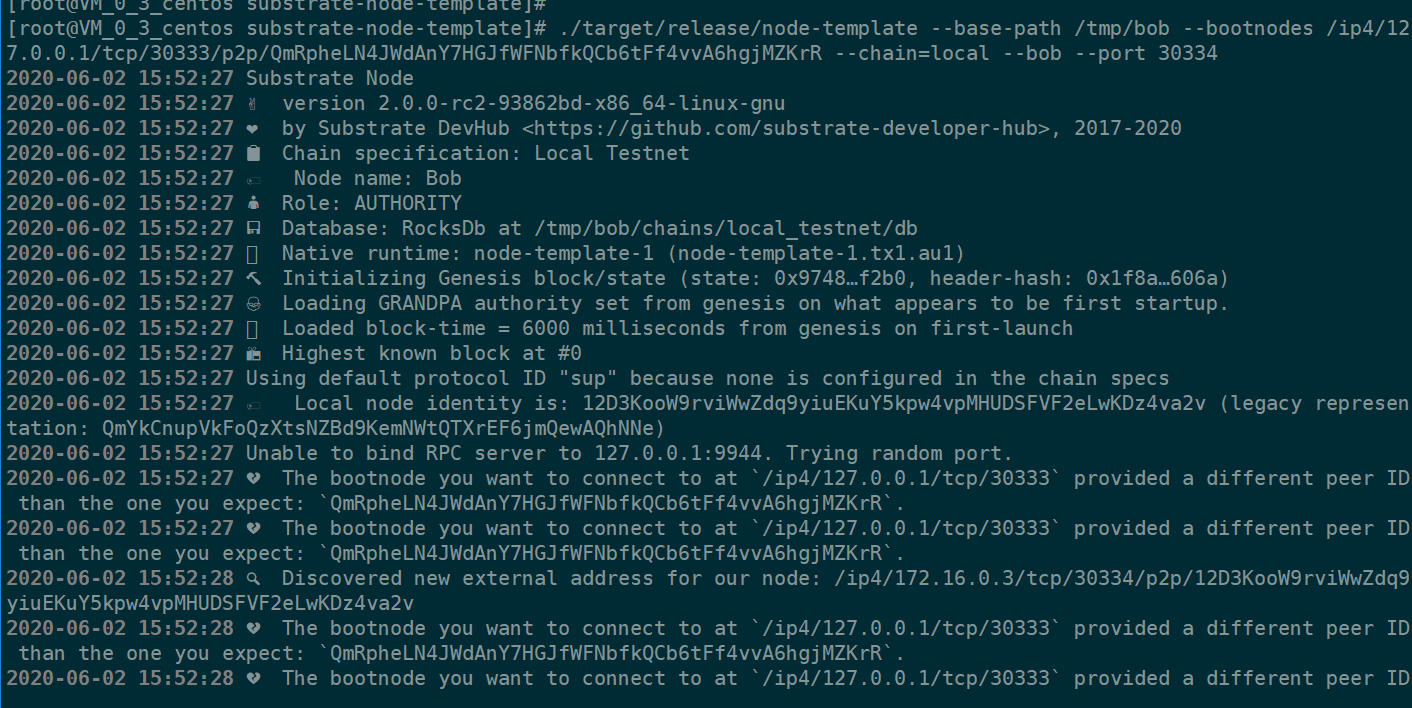 [root@VM_0_3_centos substrate-node-template]#
[root@VM_0_3_centos substrate-node-template]# ./target/release/node-template --base-path /tmp/bob --bootnodes /ip4/12
7.0.0.1/tcp/30333/p2p/QmRpheLN4JWdAnY7HGJfWFNbfkQCb6tFf4vvA6hgjMZKrR --chain=local --bob --port 30334
2020-06-02 15:52:27 Substrate Node
2020-06-02 15:52:27 ✌ version 2.0.0-rc2-93862bd-x86_64-linux-gnu
2020-06-02 15:52:27 ❤ by Substrate DevHub <https://github.com/substrate-developer-hub>, 2017-2020
2020-06-02 15:52:27 📋 Chain specification: Local Testnet
2020-06-02 15:52:27 🏷 Node name: Bob
2020-06-02 15:52:27 👤 Role: AUTHORITY
2020-06-02 15:52:27 💾 Database: RocksDb at /tmp/bob/chains/local_testnet/db
2020-06-02 15:52:27 Native runtime: node-template-1 (node-template-1.tx1.au1)
2020-06-02 15:52:27 🔨 Initializing Genesis block/state (state: 0x9748…f2b0, header-hash: 0x1f8a…606a)
2020-06-02 15:52:27 👴 Loading GRANDPA authority set from genesis on what appears to be first startup.
2020-06-02 15:52:27 Loaded block-time = 6000 milliseconds from genesis on first-launch
2020-06-02 15:52:27 📦 Highest known block at #0
2020-06-02 15:52:27 Using default protocol ID "sup" because none is configured in the chain specs
2020-06-02 15:52:27 🏷 Local node identity is: 12D3KooW9rviWwZdq9yiuEKuY5kpw4vpMHUDSFVF2eLwKDz4va2v (legacy represen
tation: QmYkCnupVkFoQzXtsNZBd9KemNWtQTXrEF6jmQewAQhNNe)
2020-06-02 15:52:27 Unable to bind RPC server to 127.0.0.1:9944. Trying random port.
2020-06-02 15:52:27 💔 The bootnode you want to connect to at `/ip4/127.0.0.1/tcp/30333` provided a different peer ID
than the one you expect: `QmRpheLN4JWdAnY7HGJfWFNbfkQCb6tFf4vvA6hgjMZKrR`.
2020-06-02 15:52:27 💔 The bootnode you want to connect to at `/ip4/127.0.0.1/tcp/30333` provided a different peer ID
than the one you expect: `QmRpheLN4JWdAnY7HGJfWFNbfkQCb6tFf4vvA6hgjMZKrR`.
2020-06-02 15:52:28 🔍 Discovered new external address for our node: /ip4/172.16.0.3/tcp/30334/p2p/12D3KooW9rviWwZdq9
yiuEKuY5kpw4vpMHUDSFVF2eLwKDz4va2v
2020-06-02 15:52:28 💔 The bootnode you want to connect to at `/ip4/127.0.0.1/tcp/30333` provided a different peer ID
than the one you expect: `QmRpheLN4JWdAnY7HGJfWFNbfkQCb6tFf4vvA6hgjMZKrR`.
2020-06-02 15:52:28 💔 The bootnode you want to connect to at `/ip4/127.0.0.1/tcp/30333` provided a different peer ID